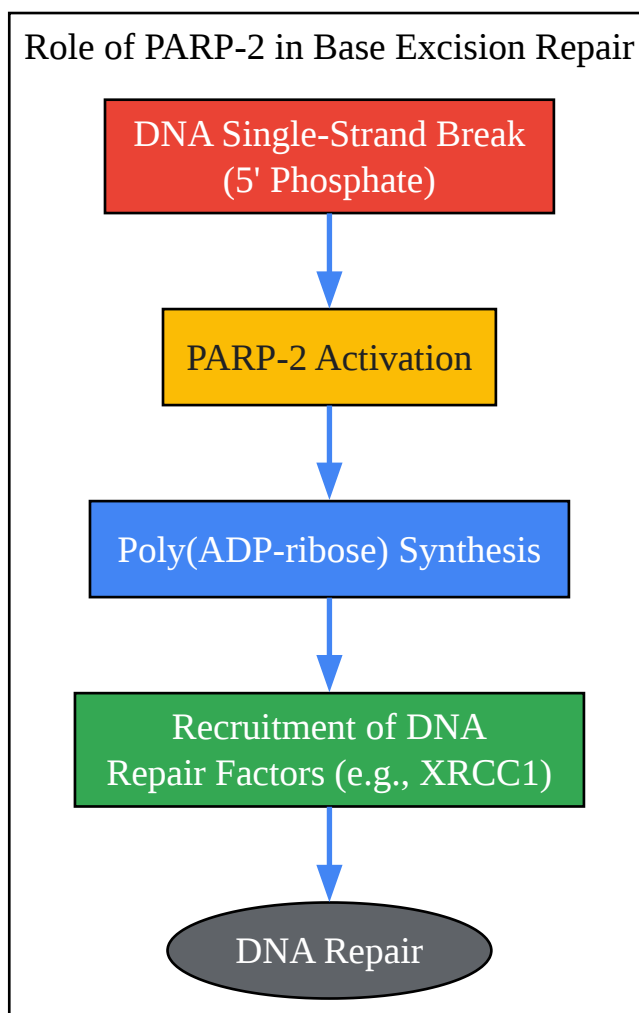 Role of PARP-2 in Base Excision Repair
DNA Single-Strand Break
(5' Phosphate)
PARP-2 Activation
Poly(ADP-ribose) Synthesis
Recruitment of DNA
Repair Factors (e.g., XRCC1)
DNA Repair